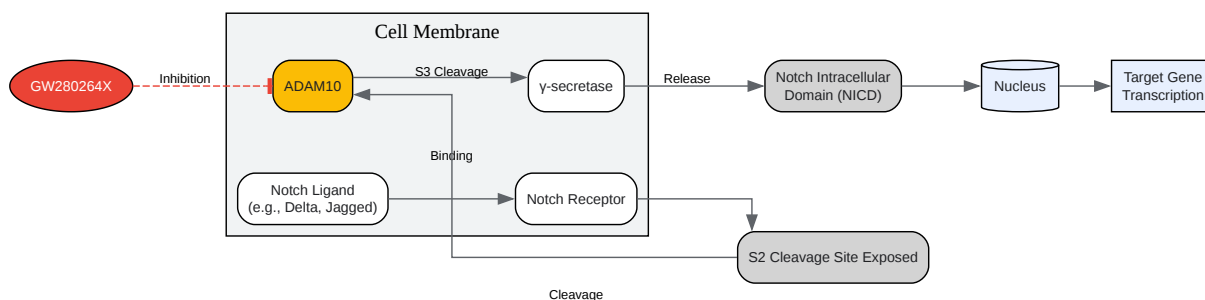 Cell Membrane
GW280264X
Inhibition
ADAM10
S3 Cleavage
γ-secretase
Release
Notch Intracellular
Domain (NICD)
Nucleus
Target Gene
Transcription
Binding
Notch Ligand
(e.g., Delta, Jagged)
Notch Receptor
S2 Cleavage Site Exposed
Cleavage